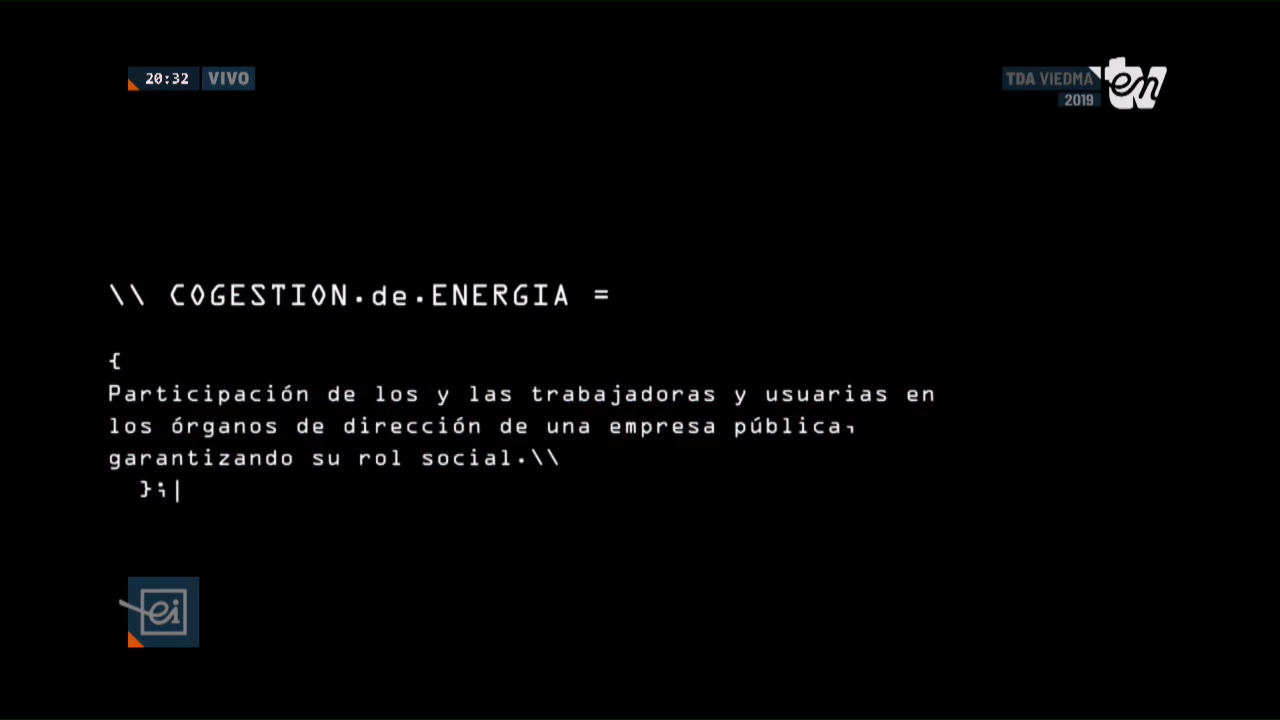 20:32 VIVO
TDA VIEDMA
2019
en
\\ COGESTION.de.ENERGIA =
{
Participación de los y las trabajadoras y usuarias en
los órganos de dirección de una empresa pública,
garantizando su rol social.\\
};|
ei